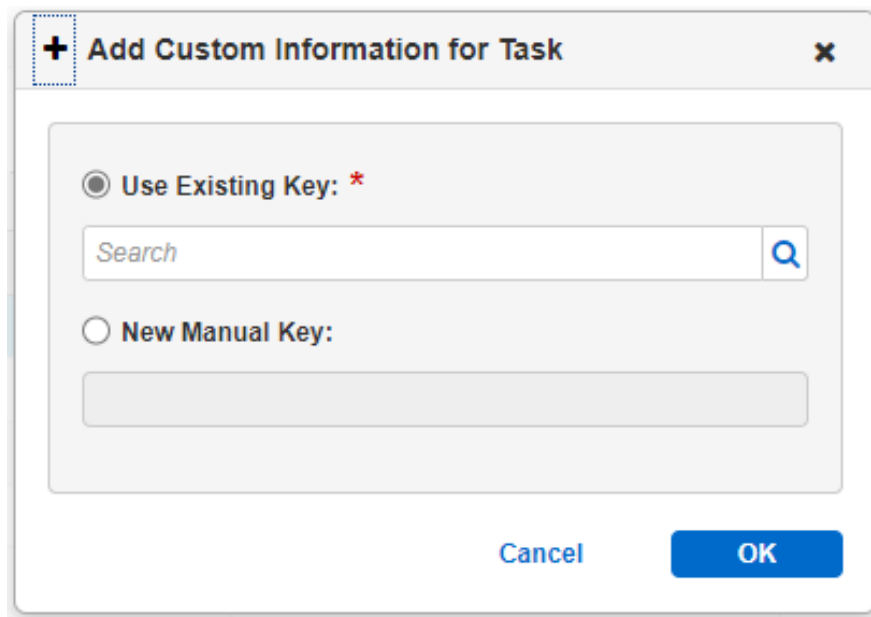 Add Custom Information for Task
Use Existing Key: *
Search
New Manual Key:
Cancel OK